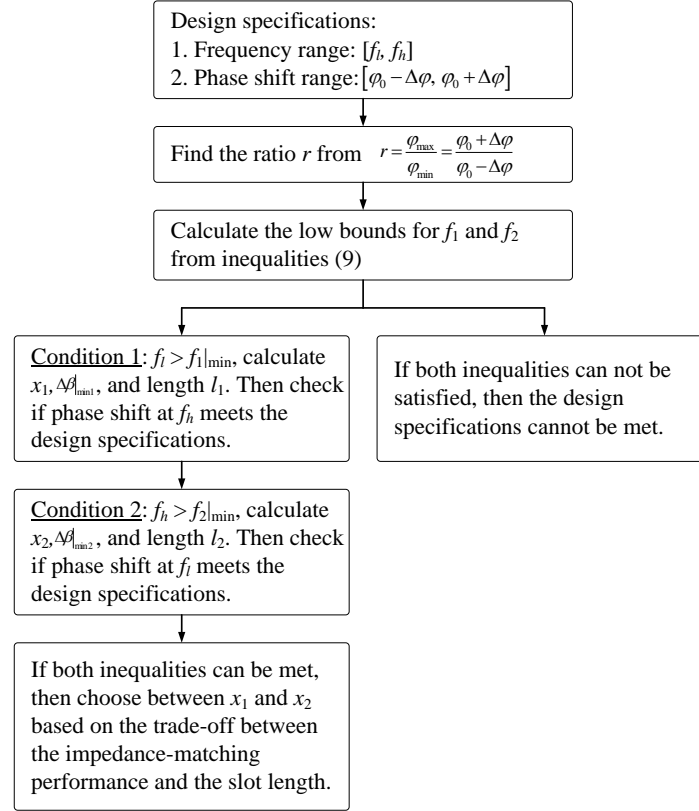 Design specifications:
1. Frequency range: [f_l, f_h]
2. Phase shift range: [φ_0 − Δφ, φ_0 + Δφ]
Find the ratio r from r = φ_max / φ_min = (φ_0 + Δφ) / (φ_0 − Δφ)
Calculate the low bounds for f_1 and f_2
from inequalities (9)
Condition 1: f_l > f_1|min, calculate
x_1, Δβ|min1, and length l_1. Then check
if phase shift at f_h meets the
design specifications.
If both inequalities can not be
satisfied, then the design
specifications cannot be met.
Condition 2: f_h > f_2|min, calculate
x_2, Δβ|min2, and length l_2. Then check
if phase shift at f_l meets the
design specifications.
If both inequalities can be met,
then choose between x_1 and x_2
based on the trade-off between
the impedance-matching
performance and the slot length.